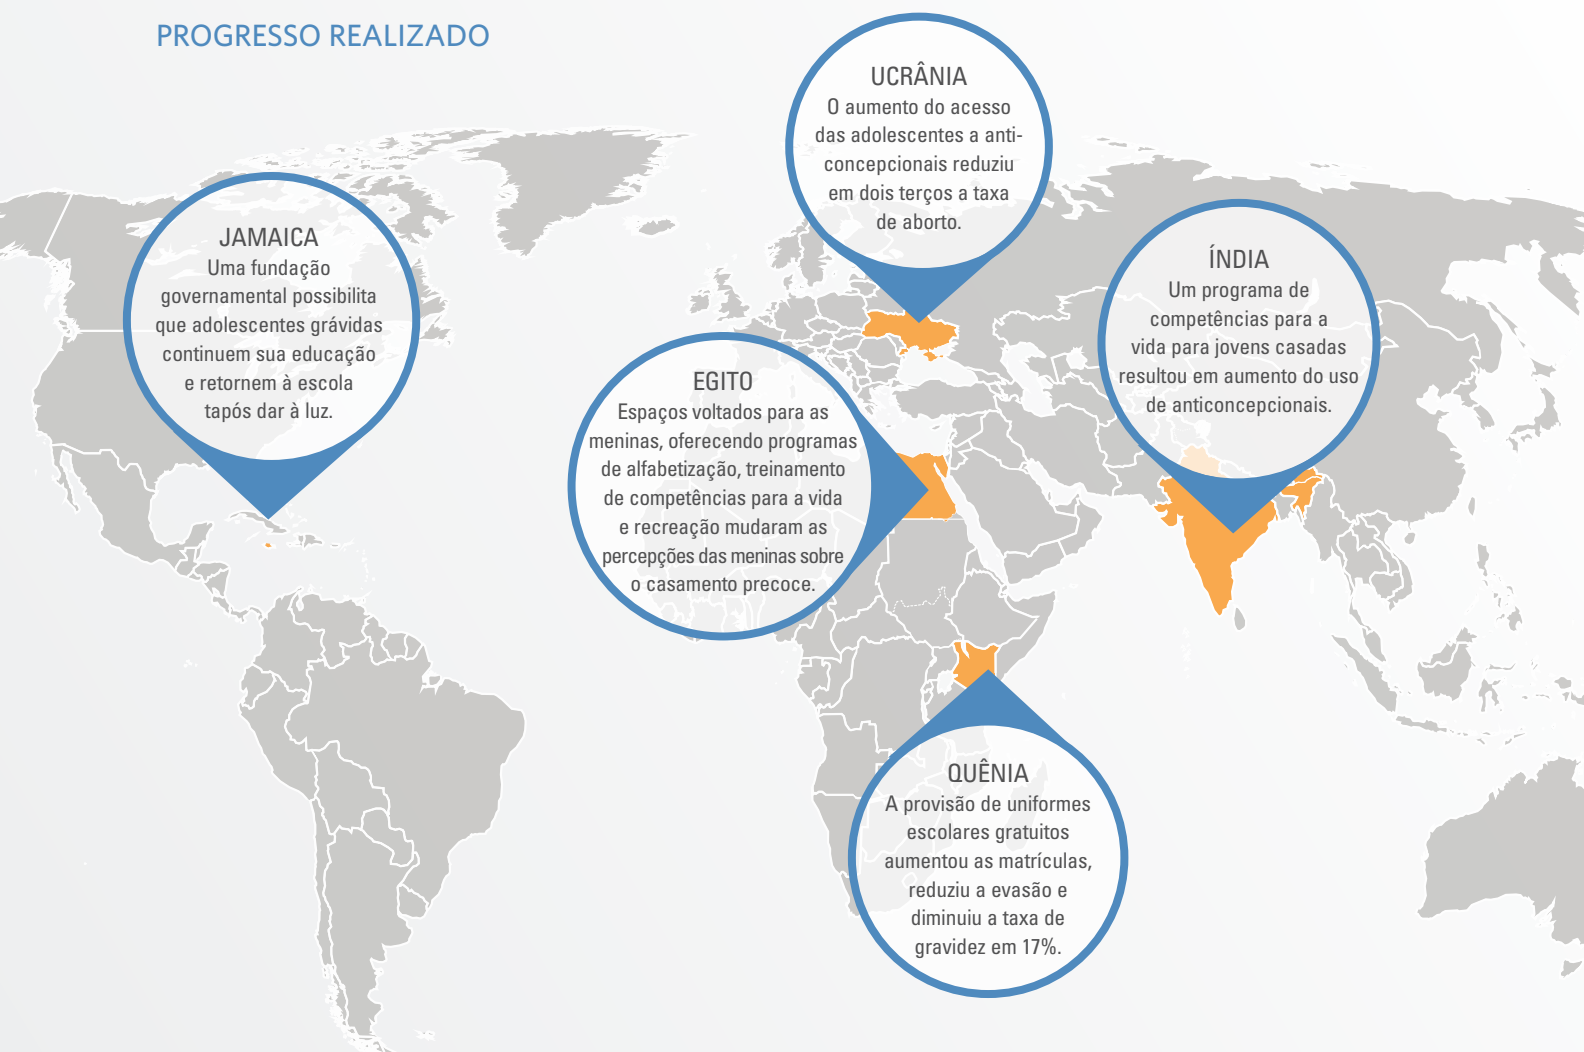 PROGRESSO REALIZADO
UCRÂNIA
O aumento do acesso
das adolescentes a anti-
concepcionais reduziu
em dois terços a taxa
de aborto.
JAMAICA
Uma fundação
governamental possibilita
que adolescentes grávidas
continuem sua educação
e retornem à escola
tapós dar à luz.
ÍNDIA
Um programa de
competências para a
vida para jovens casadas
resultou em aumento do uso
de anticoncepcionais.
EGITO
Espaços voltados para as
meninas, oferecendo programas
de alfabetização, treinamento
de competências para a vida
e recreação mudaram as
percepções das meninas sobre
o casamento precoce.
QUÊNIA
A provisão de uniformes
escolares gratuitos
aumentou as matrículas,
reduziu a evasão e
diminuiu a taxa de
gravidez em 17%.